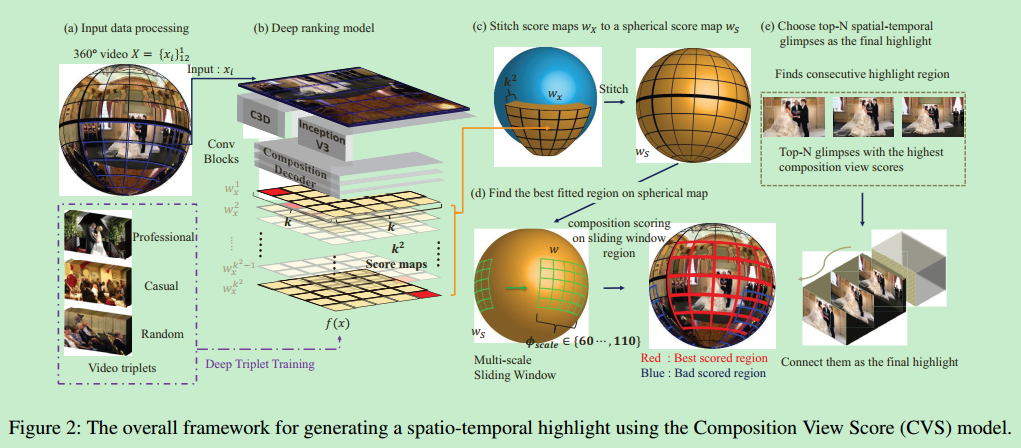 (a) Input data processing
360° video X = {x_i}^1_12
Input : x_i
Professional
Casual
Random
Video triplets
(b) Deep ranking model
C3D
Inception
V3
Conv
Blocks
Composition
Decoder
w_x^1
w_x^2
k
k
k^2
Score maps
w_x^{k^2-1}
w_x^{k^2}
f(x)
Deep Triplet Training
(c) Stitch score maps w_X to a spherical score map w_S
k^2
w_x
Stitch
w_S
(d) Find the best fitted region on spherical map
composition scoring
on sliding window
region
w
w_S
ϕ_scale ∈ {60 ⋯, 110}
Multi-scale
Sliding Window
Red : Best scored region
Blue : Bad scored region
(e) Choose top-N spatial-temporal
glimpses as the final highlight
Finds consecutive highlight region
Top-N glimpses with the highest
composition view scores
Connect them as the final highlight
Figure 2: The overall framework for generating a spatio-temporal highlight using the Composition View Score (CVS) model.